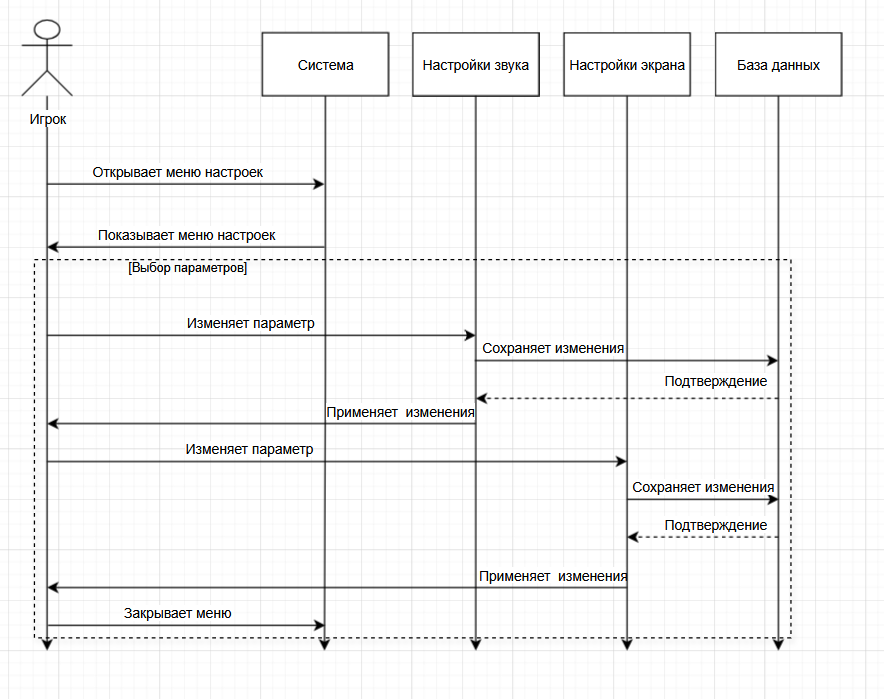 Система
Настройки звука
Настройки экрана
База данных
Игрок
Открывает меню настроек
Показывает меню настроек
[Выбор параметров]
Изменяет параметр
Сохраняет изменения
Подтверждение
Применяет изменения
Изменяет параметр
Сохраняет изменения
Подтверждение
Применяет изменения
Закрывает меню